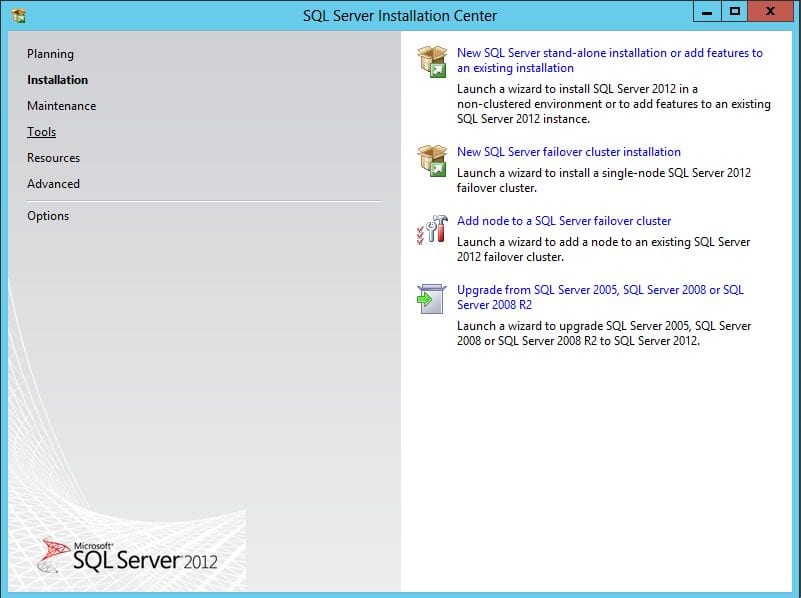 SQL Server Installation Center
Planning
Installation
Maintenance
Tools
Resources
Advanced
Options
New SQL Server stand-alone installation or add features to
an existing installation
Launch a wizard to install SQL Server 2012 in a
non-clustered environment or to add features to an existing
SQL Server 2012 instance.
New SQL Server failover cluster installation
Launch a wizard to install a single-node SQL Server 2012
failover cluster.
Add node to a SQL Server failover cluster
Launch a wizard to add a node to an existing SQL Server
2012 failover cluster.
Upgrade from SQL Server 2005, SQL Server 2008 or SQL
Server 2008 R2
Launch a wizard to upgrade SQL Server 2005, SQL Server
2008 or SQL Server 2008 R2 to SQL Server 2012.
Microsoft®
SQL Server® 2012